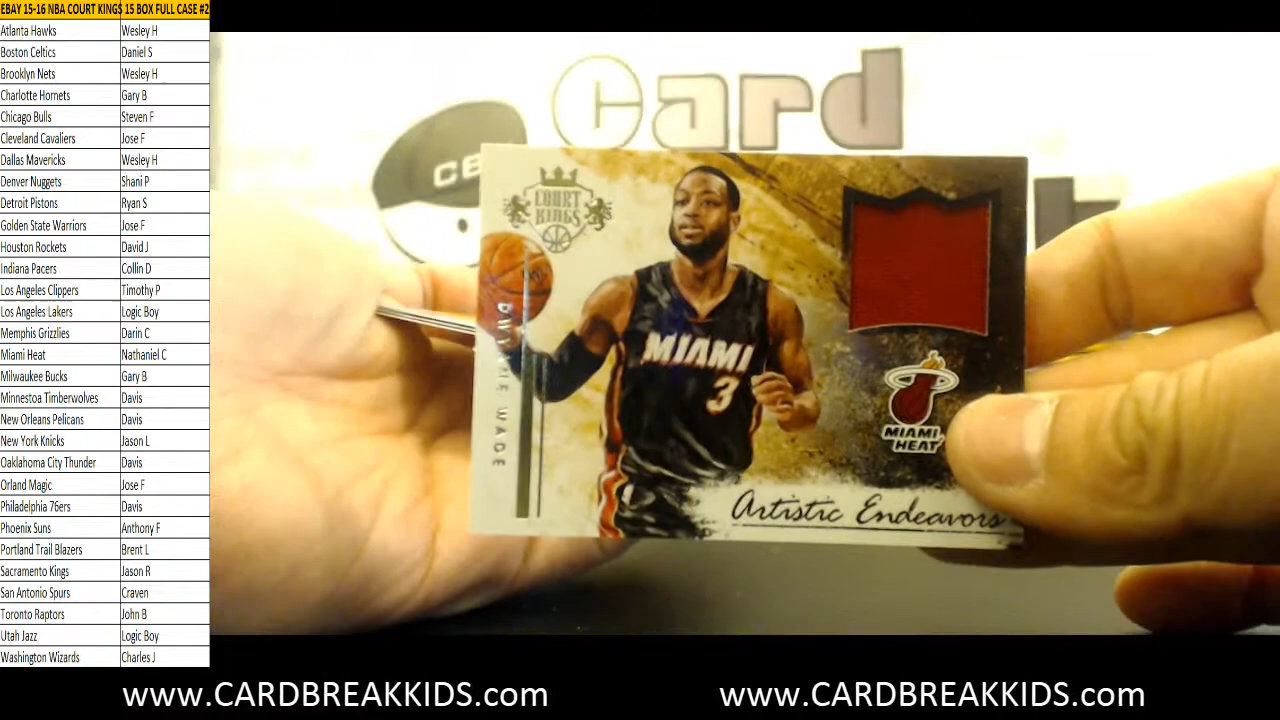 EBAY 15-16 NBA COURT KINGS 15 BOX FULL CASE #2
Atlanta Hawks Wesley H
Boston Celtics Daniel S
Brooklyn Nets Wesley H
Charlotte Hornets Gary B
Chicago Bulls Steven F
Cleveland Cavaliers Jose F
Dallas Mavericks Wesley H
Denver Nuggets Shani P
Detroit Pistons Ryan S
Golden State Warriors Jose F
Houston Rockets David J
Indiana Pacers Collin D
Los Angeles Clippers Timothy P
Los Angeles Lakers Logic Boy
Memphis Grizzlies Darin C
Miami Heat Nathaniel C
Milwaukee Bucks Gary B
Minnestoa Timberwolves Davis
New Orleans Pelicans Davis
New York Knicks Jason L
Oaklahoma City Thunder Davis
Orland Magic Jose F
Philadelphia 76ers Davis
Phoenix Suns Anthony F
Portland Trail Blazers Brent L
Sacramento Kings Jason R
San Antonio Spurs Craven
Toronto Raptors John B
Utah Jazz Logic Boy
Washington Wizards Charles J
Card
CB
COURT
KINGS
DWYANE WADE
MIAMI
3
MIAMI
HEAT
Artistic Endeavors
www.CARDBREAKKIDS.com
www.CARDBREAKKIDS.com